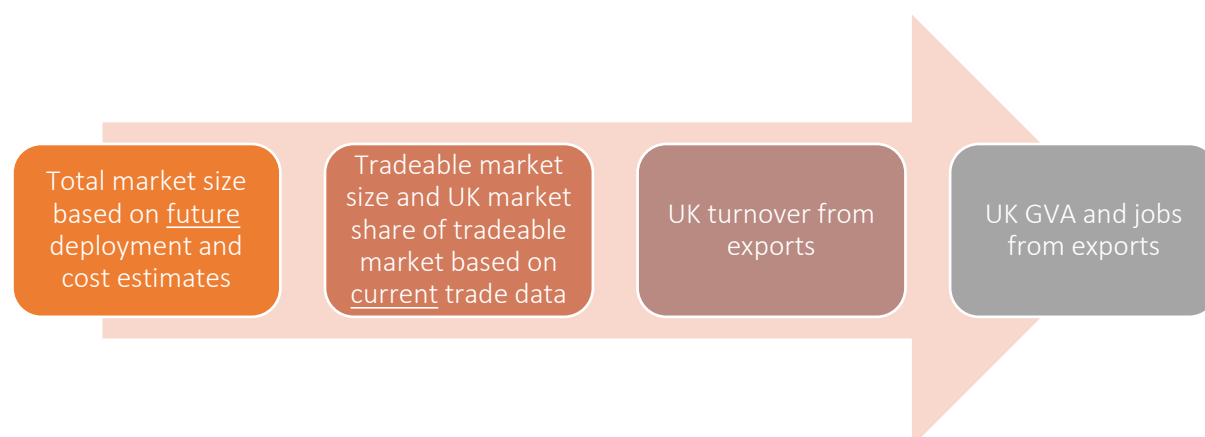 Total market size
based on future
deployment and
cost estimates
Tradeable market
size and UK market
share of tradeable
market based on
current trade data
UK turnover from
exports
UK GVA and jobs
from exports